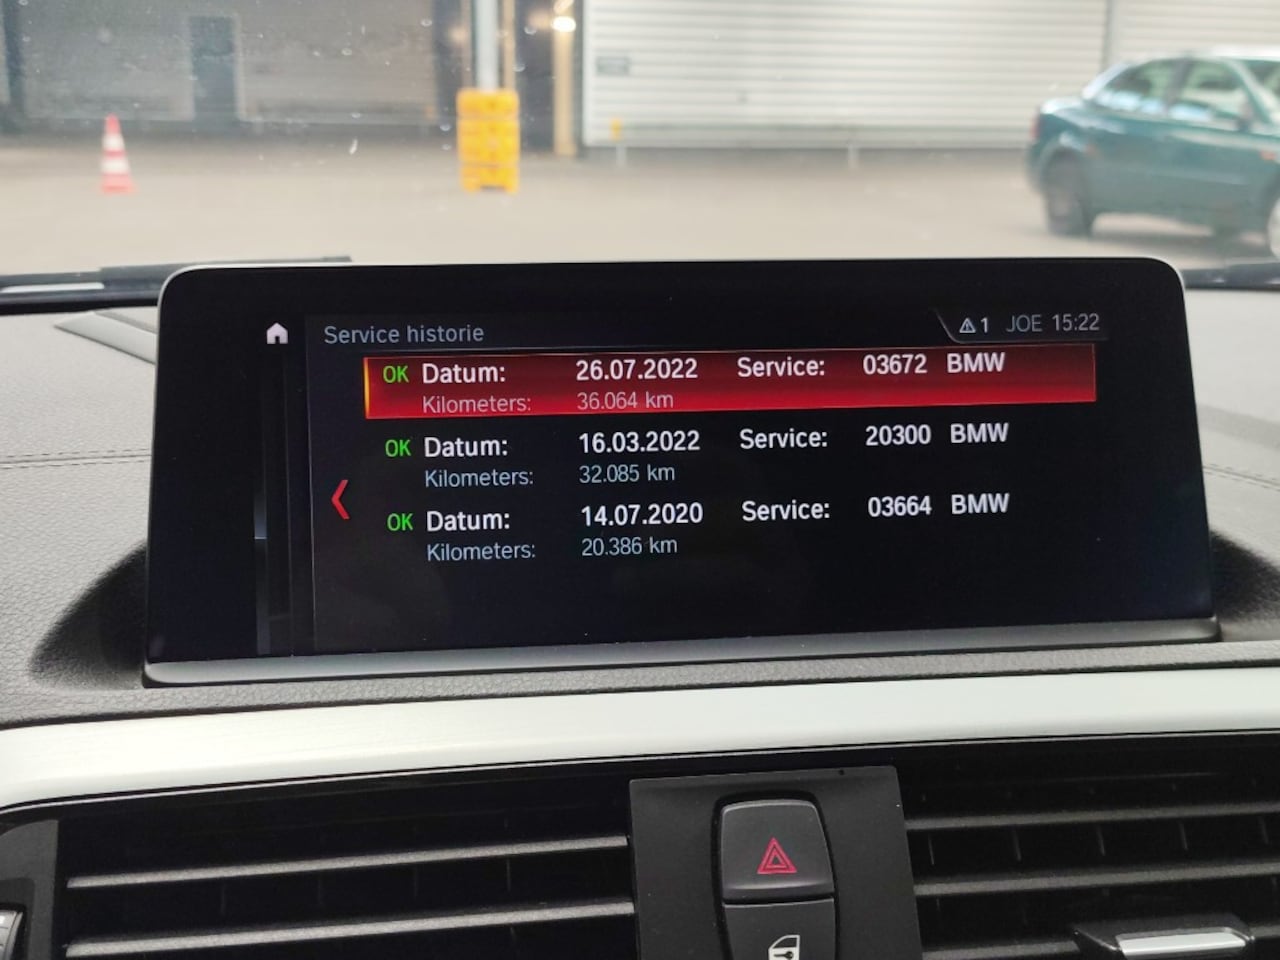 Service historie
1 JOE 15:22
OK Datum: 26.07.2022 Service: 03672 BMW
Kilometers: 36.064 km
OK Datum: 16.03.2022 Service: 20300 BMW
Kilometers: 32.085 km
OK Datum: 14.07.2020 Service: 03664 BMW
Kilometers: 20.386 km